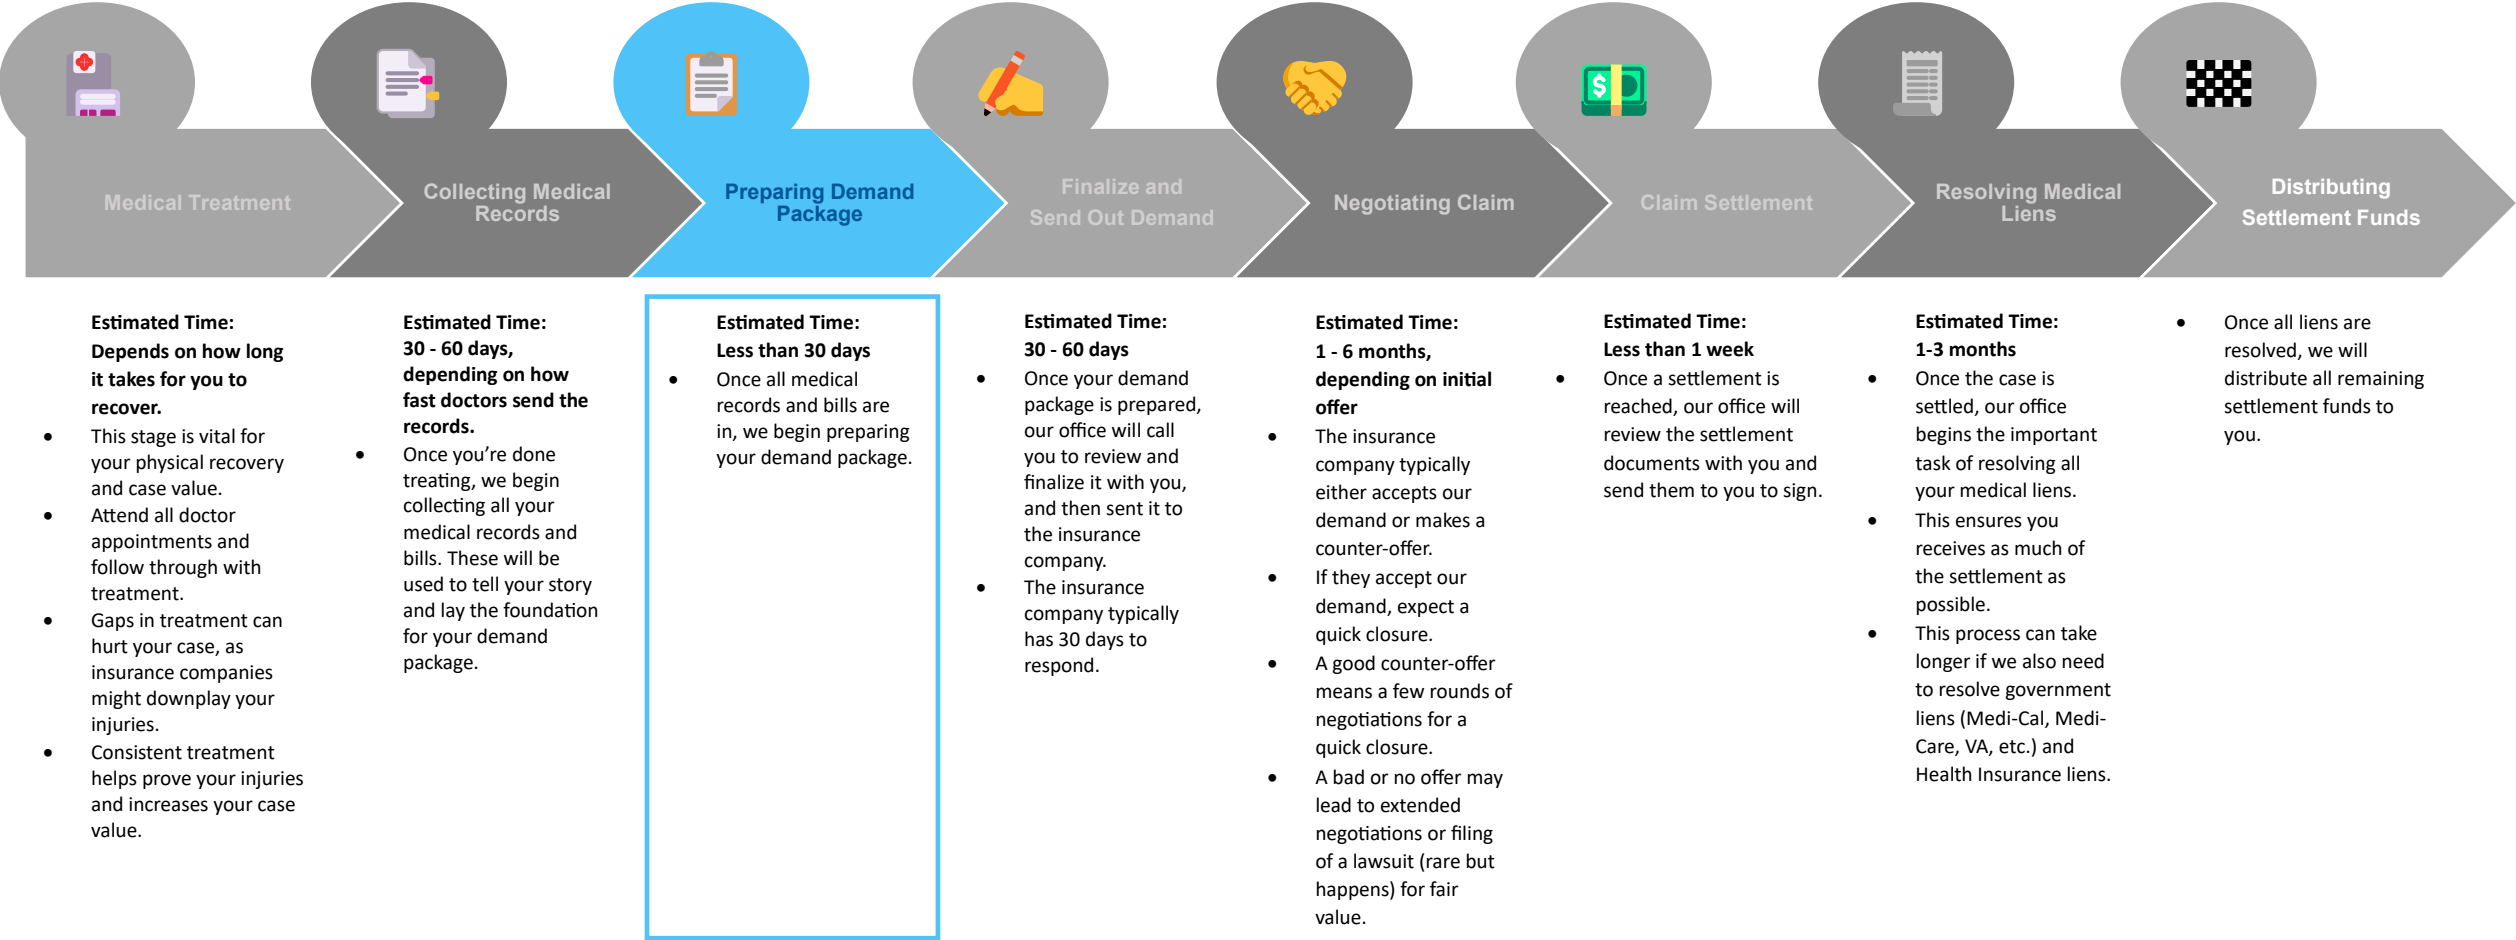 Medical Treatment
Collecting Medical
Records
Preparing Demand
Package
Finalize and
Send Out Demand
Negotiating Claim
Claim Settlement
Resolving Medical
Liens
Distributing
Settlement Funds
Estimated Time:
Depends on how long
it takes for you to
recover.
• This stage is vital for
your physical recovery
and case value.
• Attend all doctor
appointments and
follow through with
treatment.
• Gaps in treatment can
hurt your case, as
insurance companies
might downplay your
injuries.
• Consistent treatment
helps prove your injuries
and increases your case
value.
Estimated Time:
30 - 60 days,
depending on how
fast doctors send the
records.
• Once you’re done
treating, we begin
collecting all your
medical records and
bills. These will be
used to tell your story
and lay the foundation
for your demand
package.
Estimated Time:
Less than 30 days
• Once all medical
records and bills are
in, we begin preparing
your demand package.
Estimated Time:
30 - 60 days
• Once your demand
package is prepared,
our office will call
you to review and
finalize it with you,
and then sent it to
the insurance
company.
• The insurance
company typically
has 30 days to
respond.
Estimated Time:
1 - 6 months,
depending on initial
offer
• The insurance
company typically
either accepts our
demand or makes a
counter-offer.
• If they accept our
demand, expect a
quick closure.
• A good counter-offer
means a few rounds of
negotiations for a
quick closure.
• A bad or no offer may
lead to extended
negotiations or filing
of a lawsuit (rare but
happens) for fair
value.
Estimated Time:
Less than 1 week
• Once a settlement is
reached, our office will
review the settlement
documents with you and
send them to you to sign.
Estimated Time:
1-3 months
• Once the case is
settled, our office
begins the important
task of resolving all
your medical liens.
• This ensures you
receives as much of
the settlement as
possible.
• This process can take
longer if we also need
to resolve government
liens (Medi-Cal, Medi-
Care, VA, etc.) and
Health Insurance liens.
• Once all liens are
resolved, we will
distribute all remaining
settlement funds to
you.